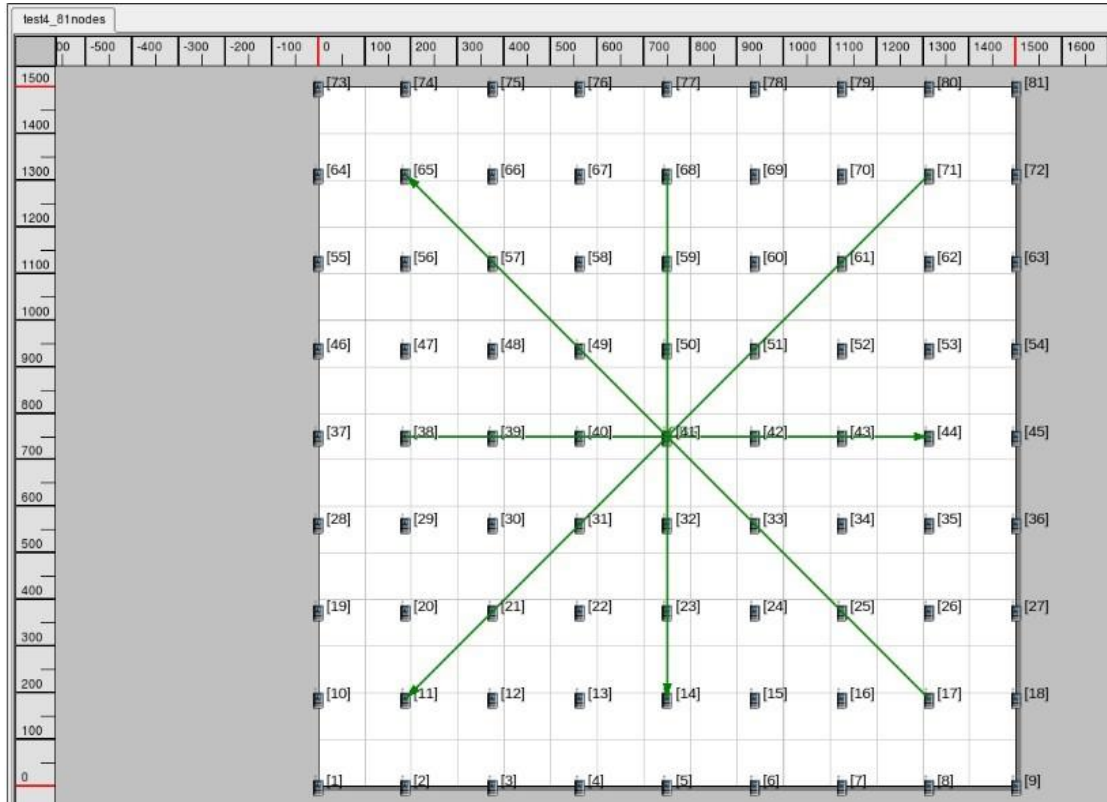 test4_81nodes
00 -500 -400 -300 -200 -100 0 100 200 300 400 500 600 700 800 900 1000 1100 1200 1300 1400 1500 1600
1500 [73] [74] [75] [76] [77] [78] [79] [80] [81]
1400
1300 [64] [65] [66] [67] [68] [69] [70] [71] [72]
1200
1100 [55] [56] [57] [58] [59] [60] [61] [62] [63]
1000
900 [46] [47] [48] [49] [50] [51] [52] [53] [54]
800
700 [37] [38] [39] [40] [41] [42] [43] [44] [45]
600
500 [28] [29] [30] [31] [32] [33] [34] [35] [36]
400
300 [19] [20] [21] [22] [23] [24] [25] [26] [27]
200
100 [10] [11] [12] [13] [14] [15] [16] [17] [18]
0 [1] [2] [3] [4] [5] [6] [7] [8] [9]